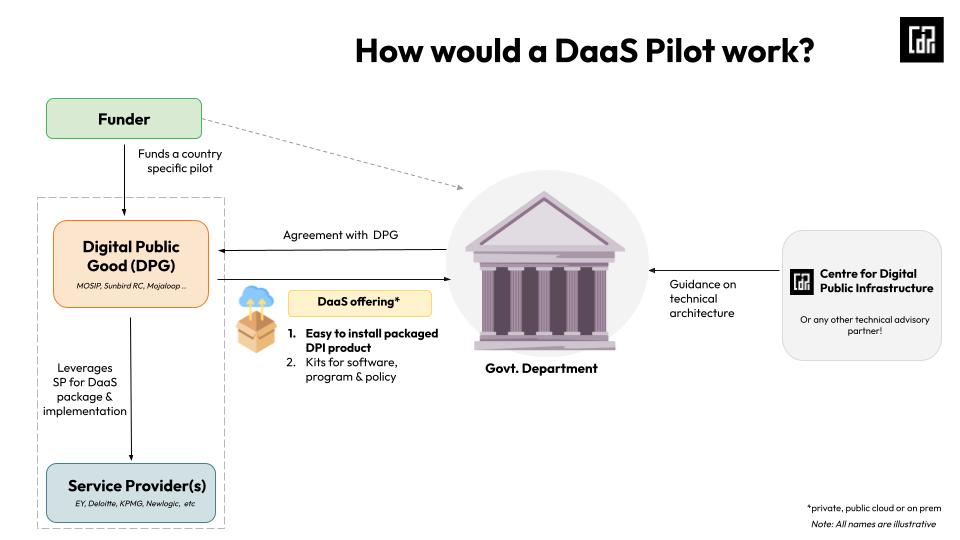 How would a DaaS Pilot work?
CDPI
Funder
Funds a country
specific pilot
Digital Public
Good (DPG)
MOSIP, Sunbird RC, Mojaloop ..
Agreement with DPG
DaaS offering*
1. Easy to install packaged
DPI product
2. Kits for software,
program & policy
Govt. Department
Guidance on
technical
architecture
CDPI
Centre for Digital
Public Infrastructure
Or any other technical advisory
partner!
Leverages
SP for DaaS
package &
implementation
Service Provider(s)
EY, Deloitte, KPMG, Newlogic, etc
*private, public cloud or on prem
Note: All names are illustrative